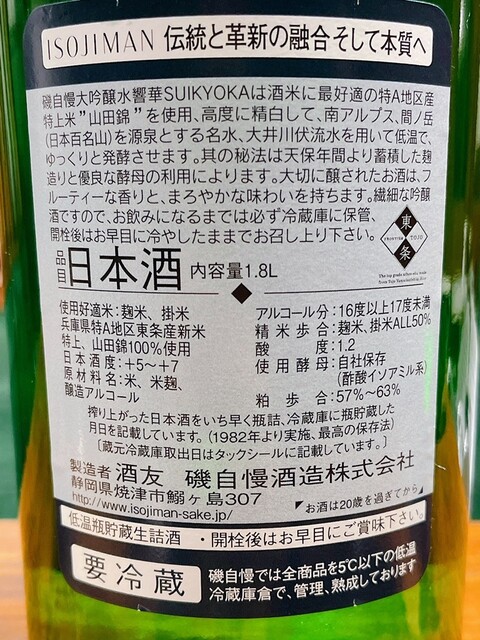 ISOJIMAN 伝統と革新の融合そして本質へ
磯自慢大吟醸水響華SUIKYOKAは酒米に最好適の特A地区産
特上米"山田錦"を使用、高度に精白して、南アルプス、間ノ岳
(日本百名山)を源泉とする名水、大井川伏流水を用いて低温で、
ゆっくりと発酵させます。其の秘法は天保年間より蓄積した麹
造りと優良な酵母の利用によります。大切に醸されたお酒は、フ
ルーティーな香りと、まろやかな味わいを持ちます。繊細な吟醸
酒ですので、お飲みになるまでは必ず冷蔵庫に保管、
開栓後はお早目に冷やしたままでお召し上り下さい。
東条
品目 日本酒 内容量1.8L
使用好適米:麹米、掛米
兵庫県特A地区東条産新米
特上、山田錦100%使用
日本酒度:+5〜+7
原材料名:米、米麹、
醸造アルコール
アルコール分:16度以上17度未満
精米歩合:麹米、掛米ALL50%
酸度:1.2
使用酵母:自社保存
(酢酸イソアミル系)
粕歩合:57%〜63%
搾り上がった日本酒をいち早く瓶詰、冷蔵庫に瓶貯蔵した
月日を記載しています。(1982年より実施、最高の保存法)
〔蔵元冷蔵庫取出日はタックシールに記載しています。〕
製造者 酒友 磯自慢酒造株式会社
静岡県焼津市鰯ヶ島307
http://www.isojiman-sake.jp/
お酒は20歳を過ぎてから
低温瓶貯蔵生詰酒 ・開栓後はお早目にご賞味下さい。
要冷蔵
磯自慢では全商品を5℃以下の低温
冷蔵庫倉で、管理、熟成しております